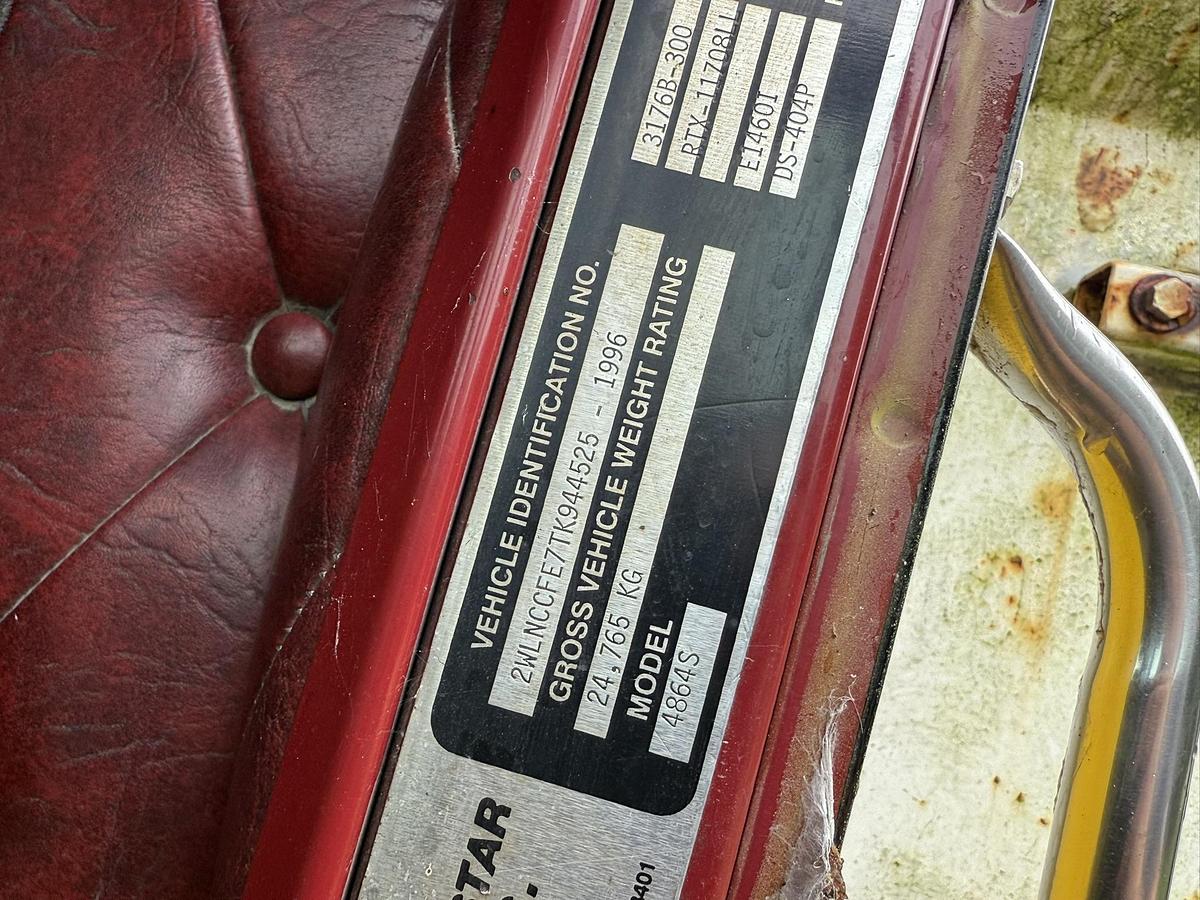 STAR
VEHICLE IDENTIFICATION NO.
2WLNCCFE7TK944525 - 1996
GROSS VEHICLE WEIGHT RATING
24,765 KG
MODEL
4864S
3176B-300
RTX-11708LL
E1460I
DS-404P